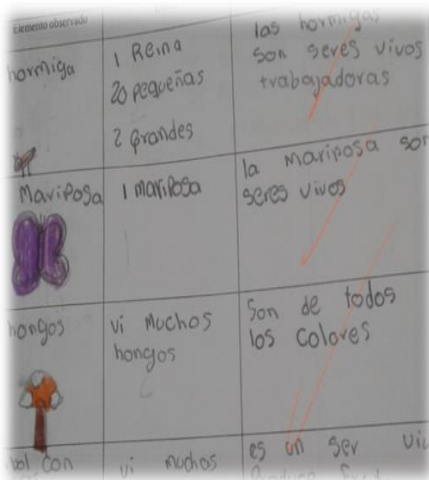 Elemento observado
hormiga
1 Reina
20 pequeñas
2 grandes
las hormigas
son seres vivos
trabajadoras
Mariposa
1 mariposa
la mariposa son
seres vivos
hongos
vi muchos
hongos
Son de todos
los colores
con
vi muchos
es un ser